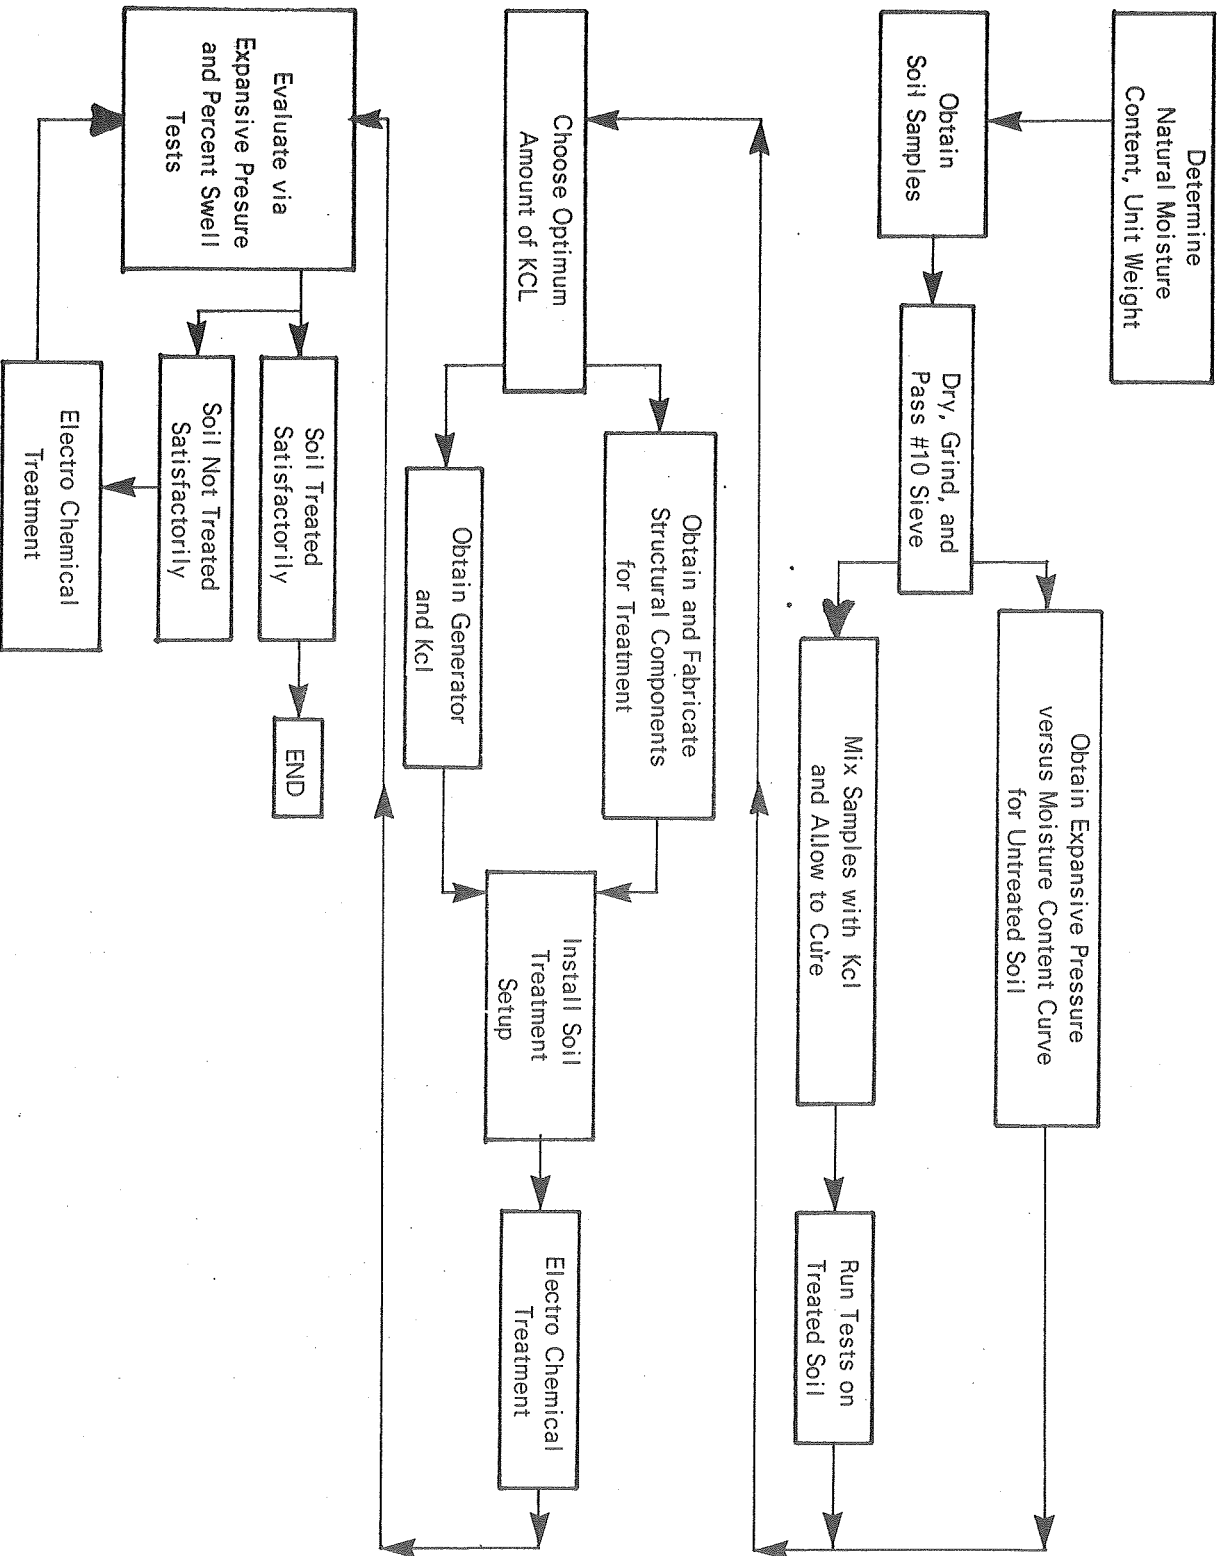 Determine
Natural Moisture
Content, Unit Weight
Obtain
Soil Samples
Dry, Grind, and
Pass #10 Sieve
Obtain Expansive Pressure
versus Moisture Content Curve
for Untreated Soil
Mix Samples with Kcl
and Allow to Cure
Run Tests on
Treated Soil
Choose Optimum
Amount of KCL
Obtain and Fabricate
Structural Components
for Treatment
Obtain Generator
and Kcl
Install Soil
Treatment
Setup
Electro Chemical
Treatment
Evaluate via
Expansive Presure
and Percent Swell
Tests
Soil Treated
Satisfactorily
END
Soil Not Treated
Satisfactorily
Electro Chemical
Treatment